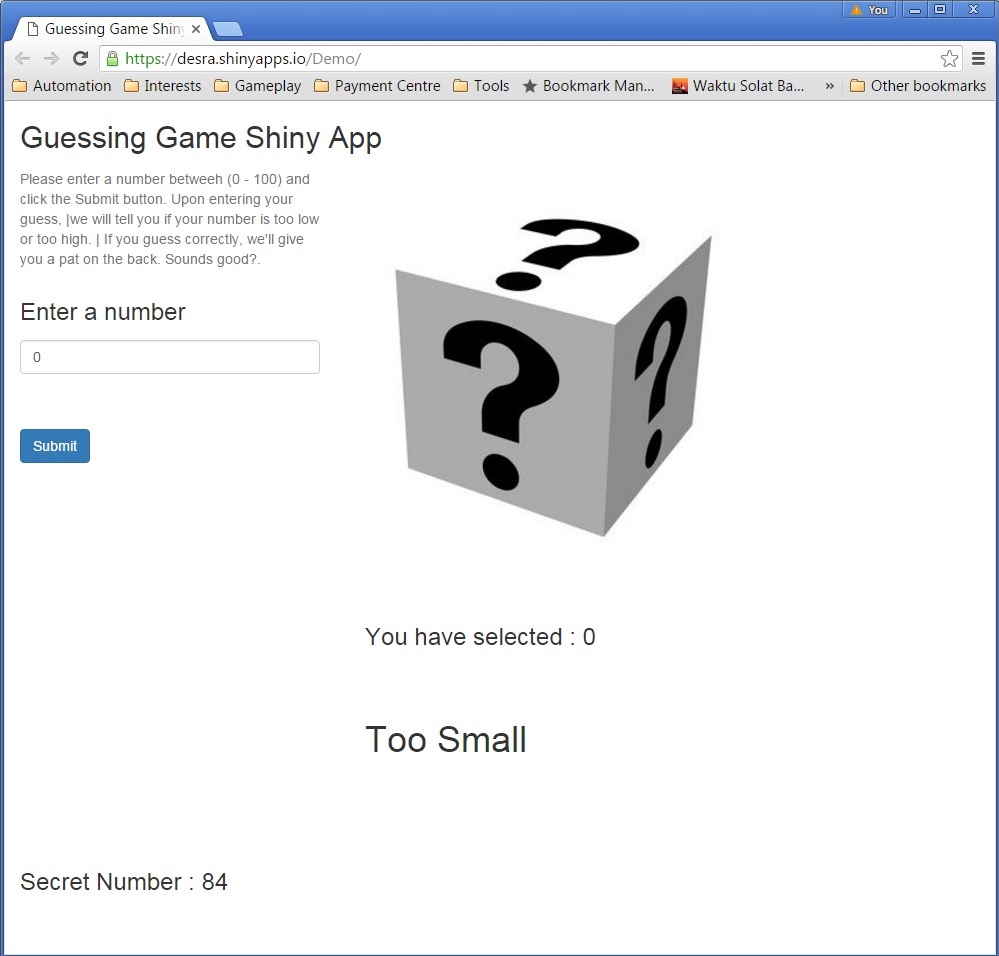 You
Guessing Game Shiny
https://desra.shinyapps.io/Demo/
Automation Interests Gameplay Payment Centre Tools Bookmark Man... Waktu Solat Ba... » Other bookmarks
Guessing Game Shiny App
Please enter a number betweeh (0 - 100) and
click the Submit button. Upon entering your
guess, |we will tell you if your number is too low
or too high. | If you guess correctly, we'll give
you a pat on the back. Sounds good?.
Enter a number
0
Submit
?
?
?
You have selected : 0
Too Small
Secret Number : 84